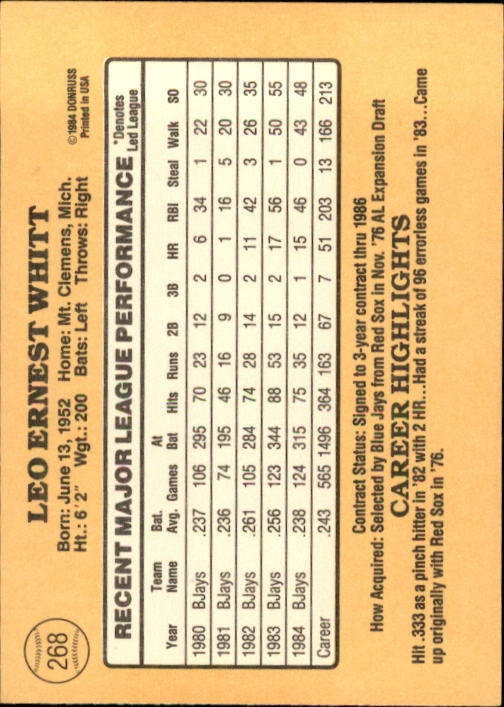 268
LEO ERNEST WHITT
©1984 DONRUSS
Printed in USA
Born: June 13, 1952 Home: Mt. Clemens, Mich.
Ht.: 6'2" Wgt.: 200 Bats: Left Throws: Right
RECENT MAJOR LEAGUE PERFORMANCE *Denotes Led League
Year Team Name Bat. Avg. Games At Bat Hits Runs 2B 3B HR RBI Steal Walk SO
1980 BJays .237 106 295 70 23 12 2 6 34 1 22 30
1981 BJays .236 74 195 46 16 9 0 1 16 5 20 30
1982 BJays .261 105 284 74 28 14 2 11 42 3 26 35
1983 BJays .256 123 344 88 53 15 2 17 56 1 50 55
1984 BJays .238 124 315 75 35 12 1 15 46 0 43 48
Career .243 565 1496 364 163 67 7 51 203 13 166 213
Contract Status: Signed to 3-year contract thru 1986
How Acquired: Selected by Blue Jays from Red Sox in Nov. '76 AL Expansion Draft
CAREER HIGHLIGHTS
Hit .333 as a pinch hitter in '82 with 2 HR...Had a streak of 96 errorless games in '83...Came
up originally with Red Sox in '76.